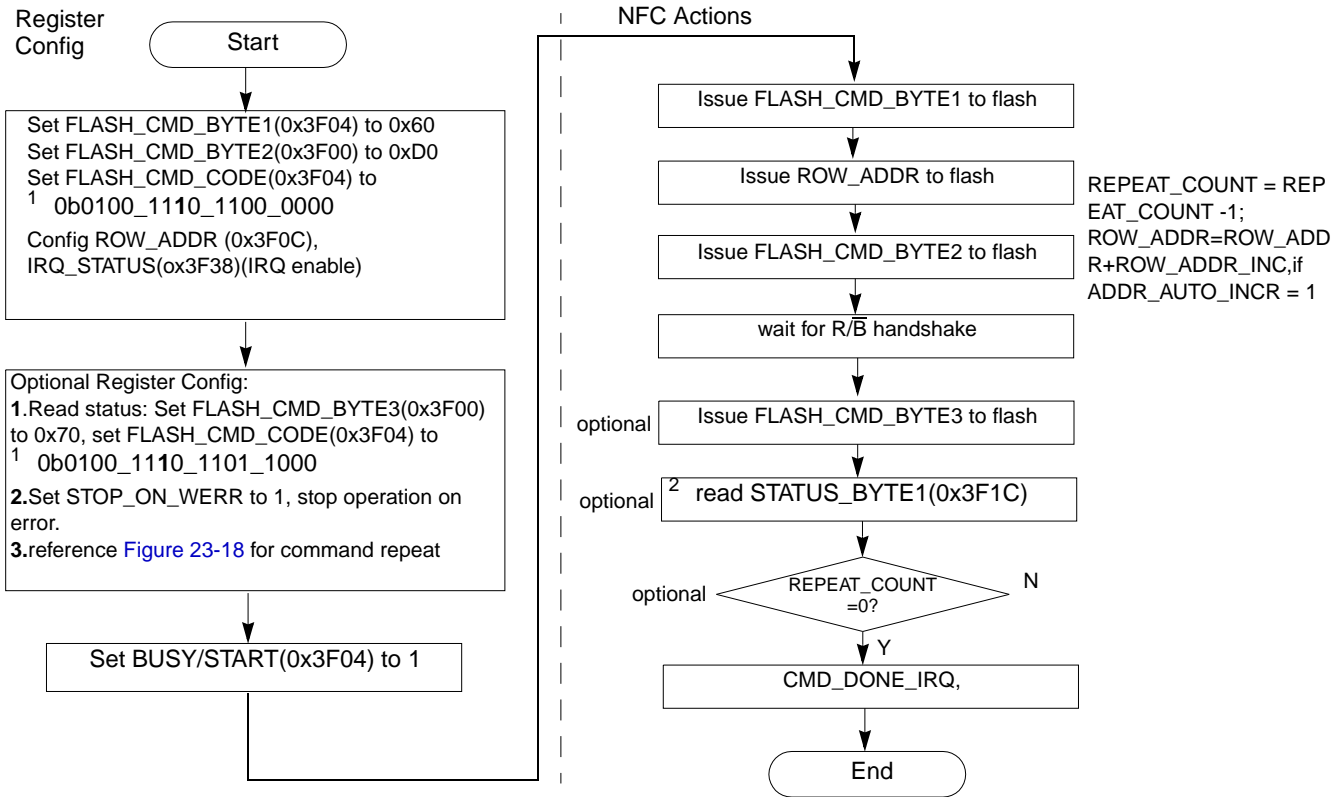 Register
Config
Start
Set FLASH_CMD_BYTE1(0x3F04) to 0x60
Set FLASH_CMD_BYTE2(0x3F00) to 0xD0
Set FLASH_CMD_CODE(0x3F04) to
1 0b0100_1110_1100_0000
Config ROW_ADDR (0x3F0C),
IRQ_STATUS(ox3F38)(IRQ enable)
Optional Register Config:
1.Read status: Set FLASH_CMD_BYTE3(0x3F00)
to 0x70, set FLASH_CMD_CODE(0x3F04) to
1 0b0100_1110_1101_1000
2.Set STOP_ON_WERR to 1, stop operation on
error.
3.reference Figure 23-18 for command repeat
Set BUSY/START(0x3F04) to 1
NFC Actions
Issue FLASH_CMD_BYTE1 to flash
Issue ROW_ADDR to flash
Issue FLASH_CMD_BYTE2 to flash
wait for R/B̅ handshake
optional
Issue FLASH_CMD_BYTE3 to flash
optional
2 read STATUS_BYTE1(0x3F1C)
optional
REPEAT_COUNT
=0?
N
Y
CMD_DONE_IRQ,
End
REPEAT_COUNT = REP
EAT_COUNT -1;
ROW_ADDR=ROW_ADD
R+ROW_ADDR_INC,if
ADDR_AUTO_INCR = 1